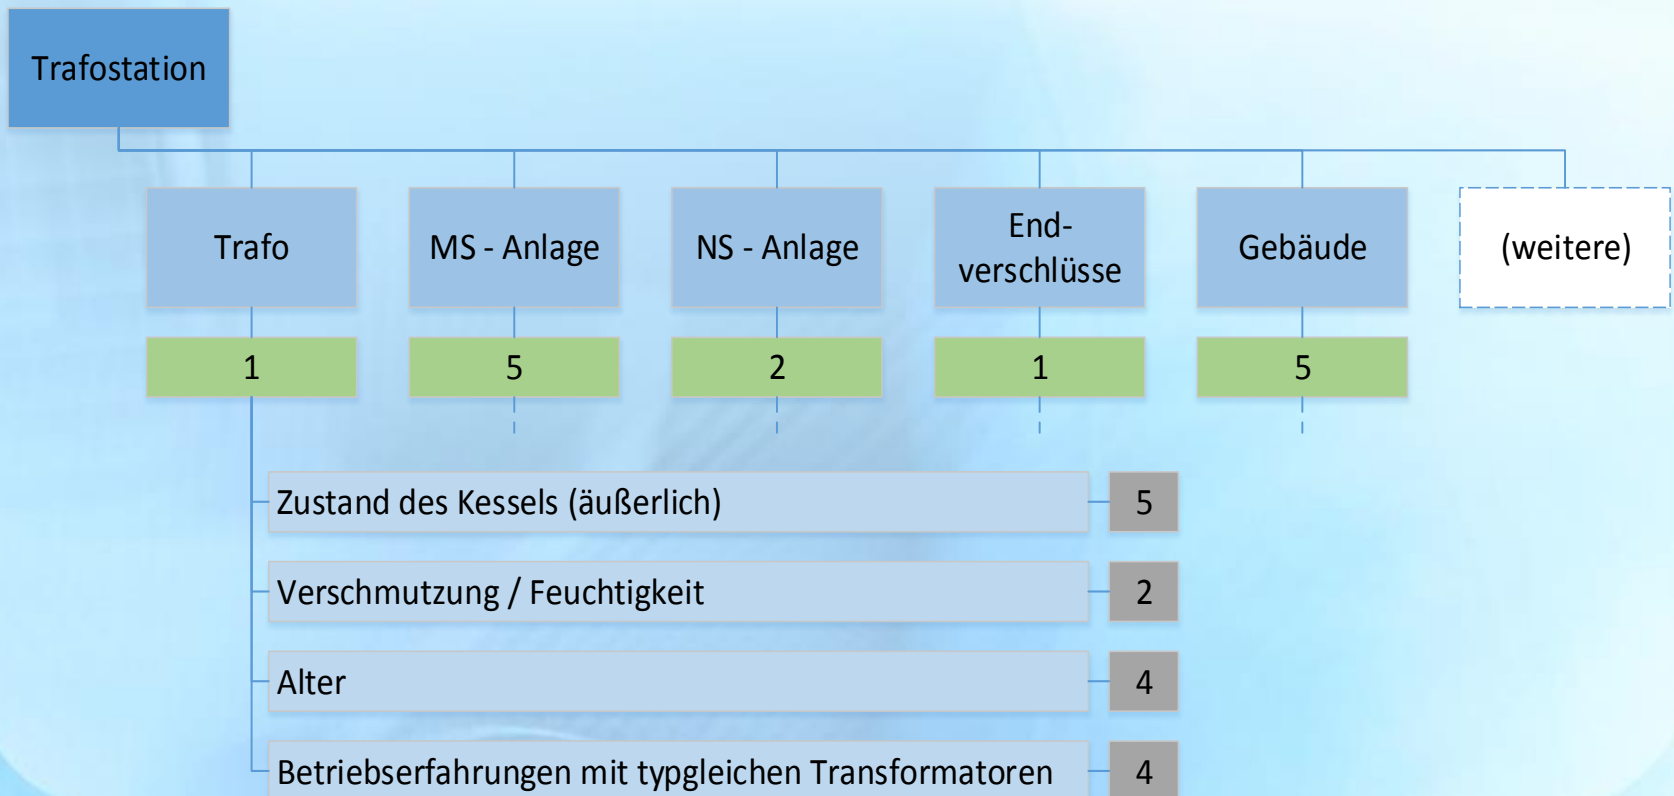 Trafostation
Trafo
MS - Anlage
NS - Anlage
End-
verschlüsse
Gebäude
(weitere)
1
5
2
1
5
Zustand des Kessels (äußerlich)
5
Verschmutzung / Feuchtigkeit
2
Alter
4
Betriebserfahrungen mit typgleichen Transformatoren
4